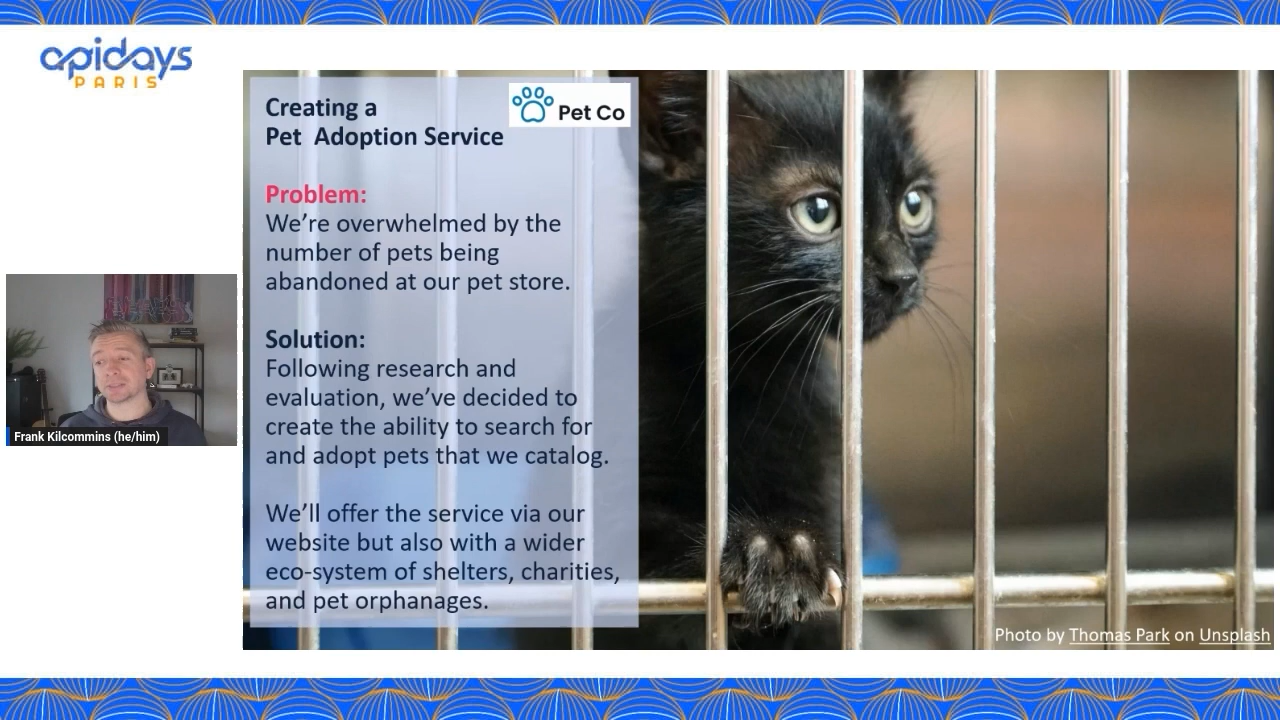 apidays
PARIS
Creating a
Pet Adoption Service
Pet Co
Problem:
We're overwhelmed by the
number of pets being
abandoned at our pet store.
Solution:
Following research and
evaluation, we've decided to
create the ability to search for
and adopt pets that we catalog.
We'll offer the service via our
website but also with a wider
eco-system of shelters, charities,
and pet orphanages.
Frank Kilcommins (he/him)
Photo by Thomas Park on Unsplash